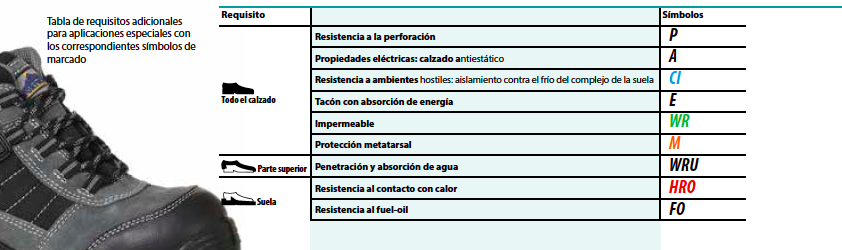 Tabla de requisitos adicionales
para aplicaciones especiales con
los correspondientes símbolos de
marcado
Requisito Símbolos
Todo el calzado
Resistencia a la perforación P
Propiedades eléctricas: calzado antiestático A
Resistencia a ambientes hostiles: aislamiento contra el frío del complejo de la suela CI
Tacón con absorción de energía E
Impermeable WR
Protección metatarsal M
Parte superior Penetración y absorción de agua WRU
Suela
Resistencia al contacto con calor HRO
Resistencia al fuel-oil FO